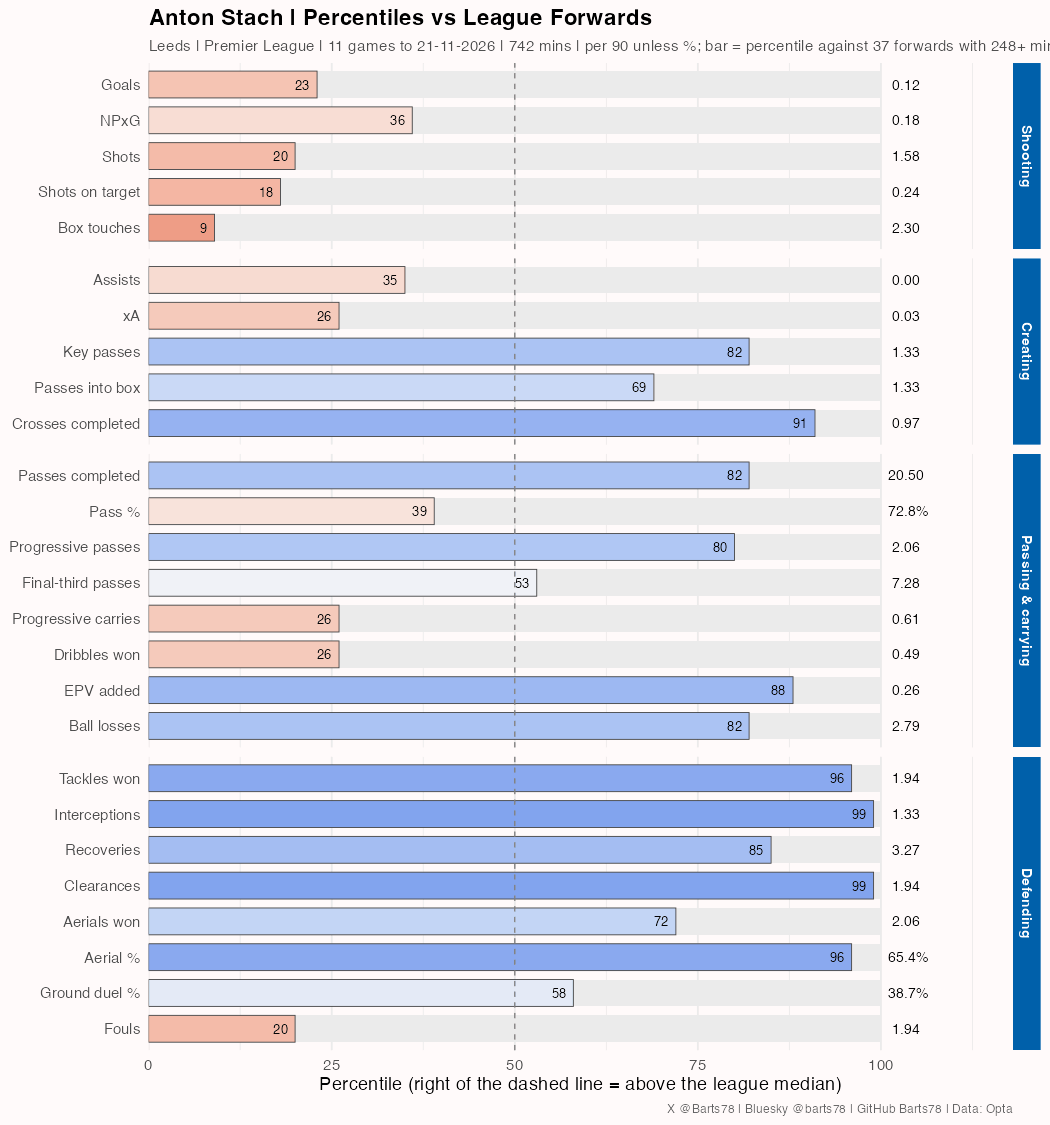 Anton Stach | Percentiles vs League Forwards
Leeds | Premier League | 11 games to 21-11-2026 | 742 mins | per 90 unless %; bar = percentile against 37 forwards with 248+ min
Goals 23 0.12
NPxG 36 0.18
Shots 20 1.58
Shots on target 18 0.24
Box touches 9 2.30
Shooting
Assists 35 0.00
xA 26 0.03
Key passes 82 1.33
Passes into box 69 1.33
Crosses completed 91 0.97
Creating
Passes completed 82 20.50
Pass % 39 72.8%
Progressive passes 80 2.06
Final-third passes 53 7.28
Progressive carries 26 0.61
Dribbles won 26 0.49
EPV added 88 0.26
Ball losses 82 2.79
Passing & carrying
Tackles won 96 1.94
Interceptions 99 1.33
Recoveries 85 3.27
Clearances 99 1.94
Aerials won 72 2.06
Aerial % 96 65.4%
Ground duel % 58 38.7%
Fouls 20 1.94
Defending
0 25 50 75 100
Percentile (right of the dashed line = above the league median)
X @Barts78 | Bluesky @barts78 | GitHub Barts78 | Data: Opta